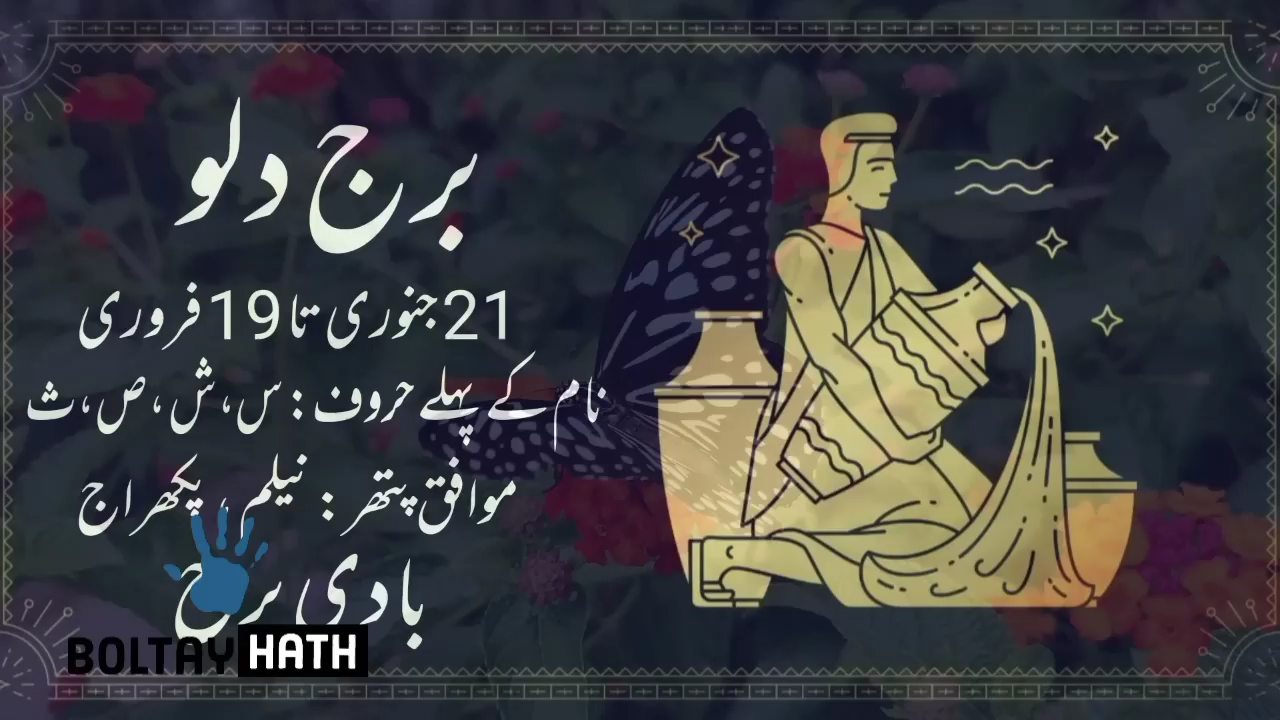 برج دلو
21 جنوری تا 19 فروری
نام کے پہلے حروف : س، ش، ص، ث
موافق پتھر : نیلم ، پکھراج
بادی برج
BOLTAY HATH